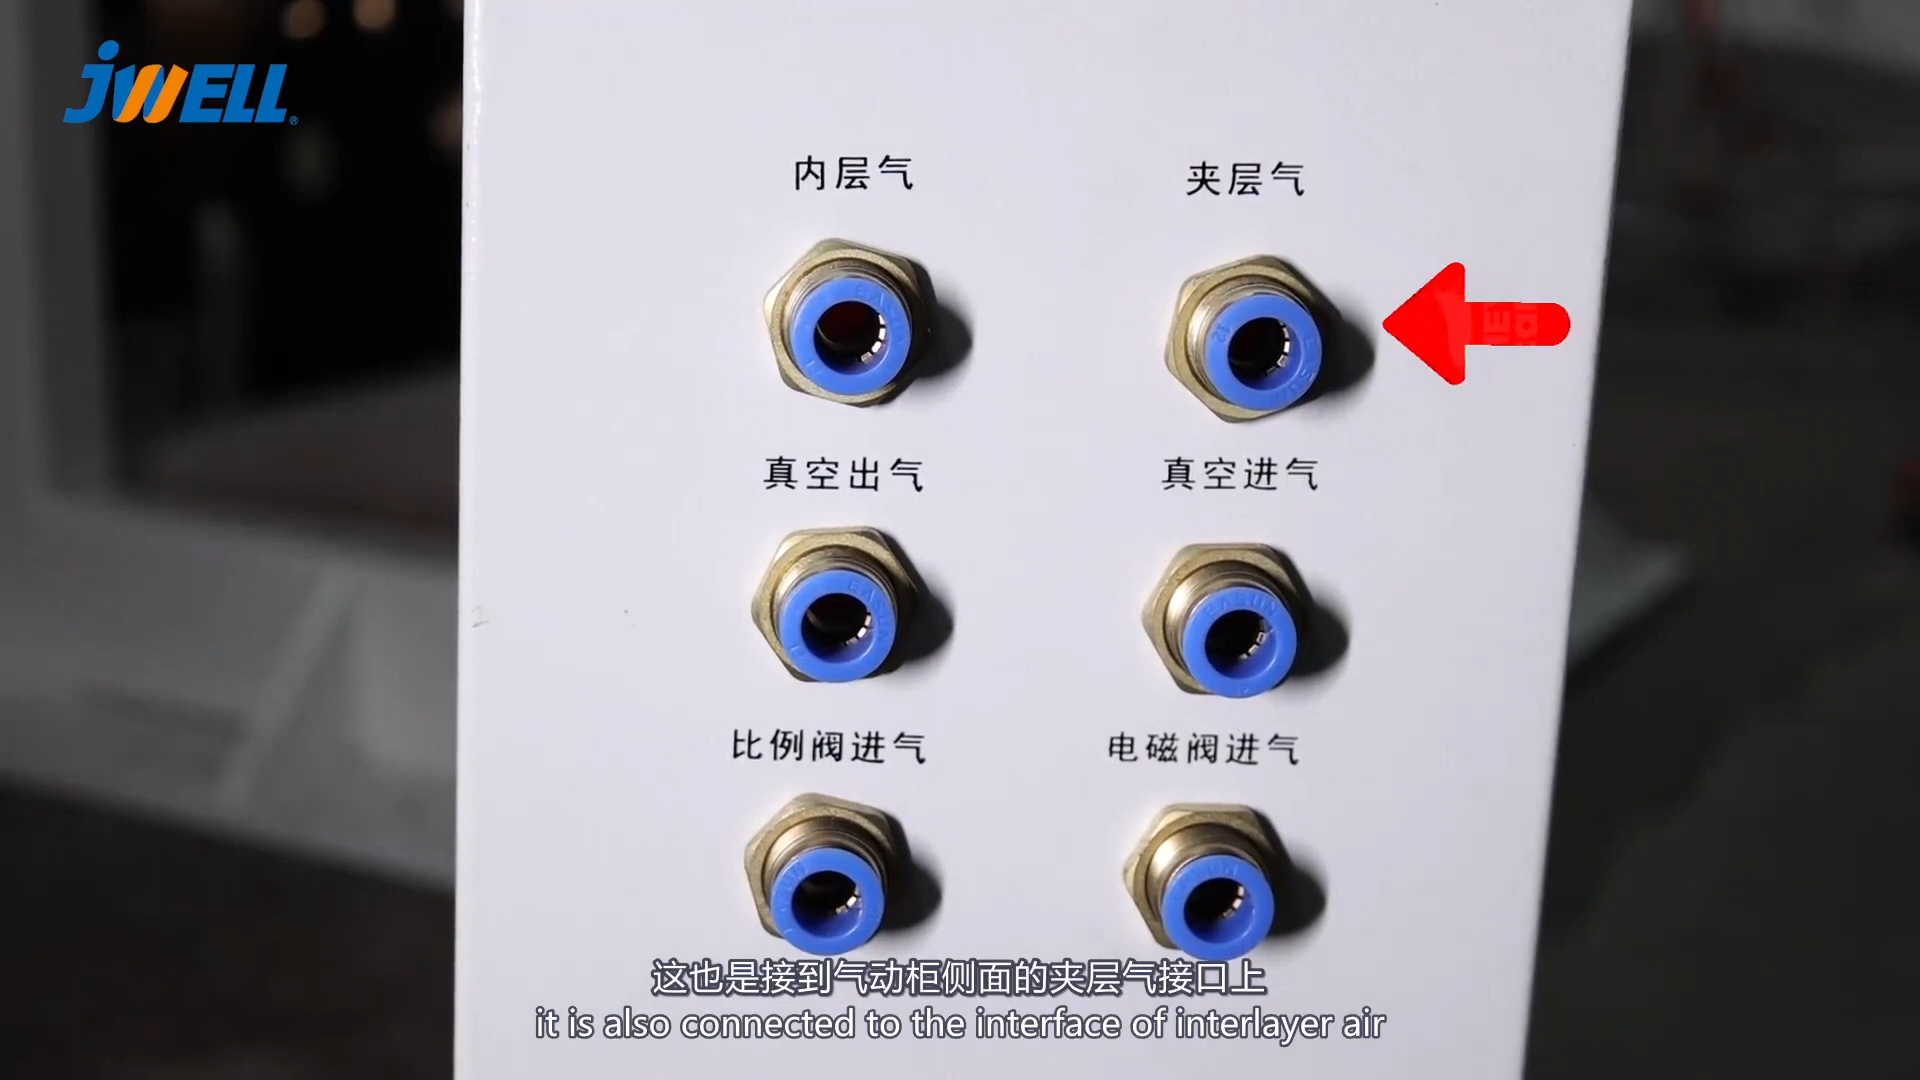 JWELL®
内层气
夹层气
真空出气
真空进气
比例阀进气
电磁阀进气
这也是接到气动柜侧面的夹层气接口上
it is also connected to the interface of interlayer air